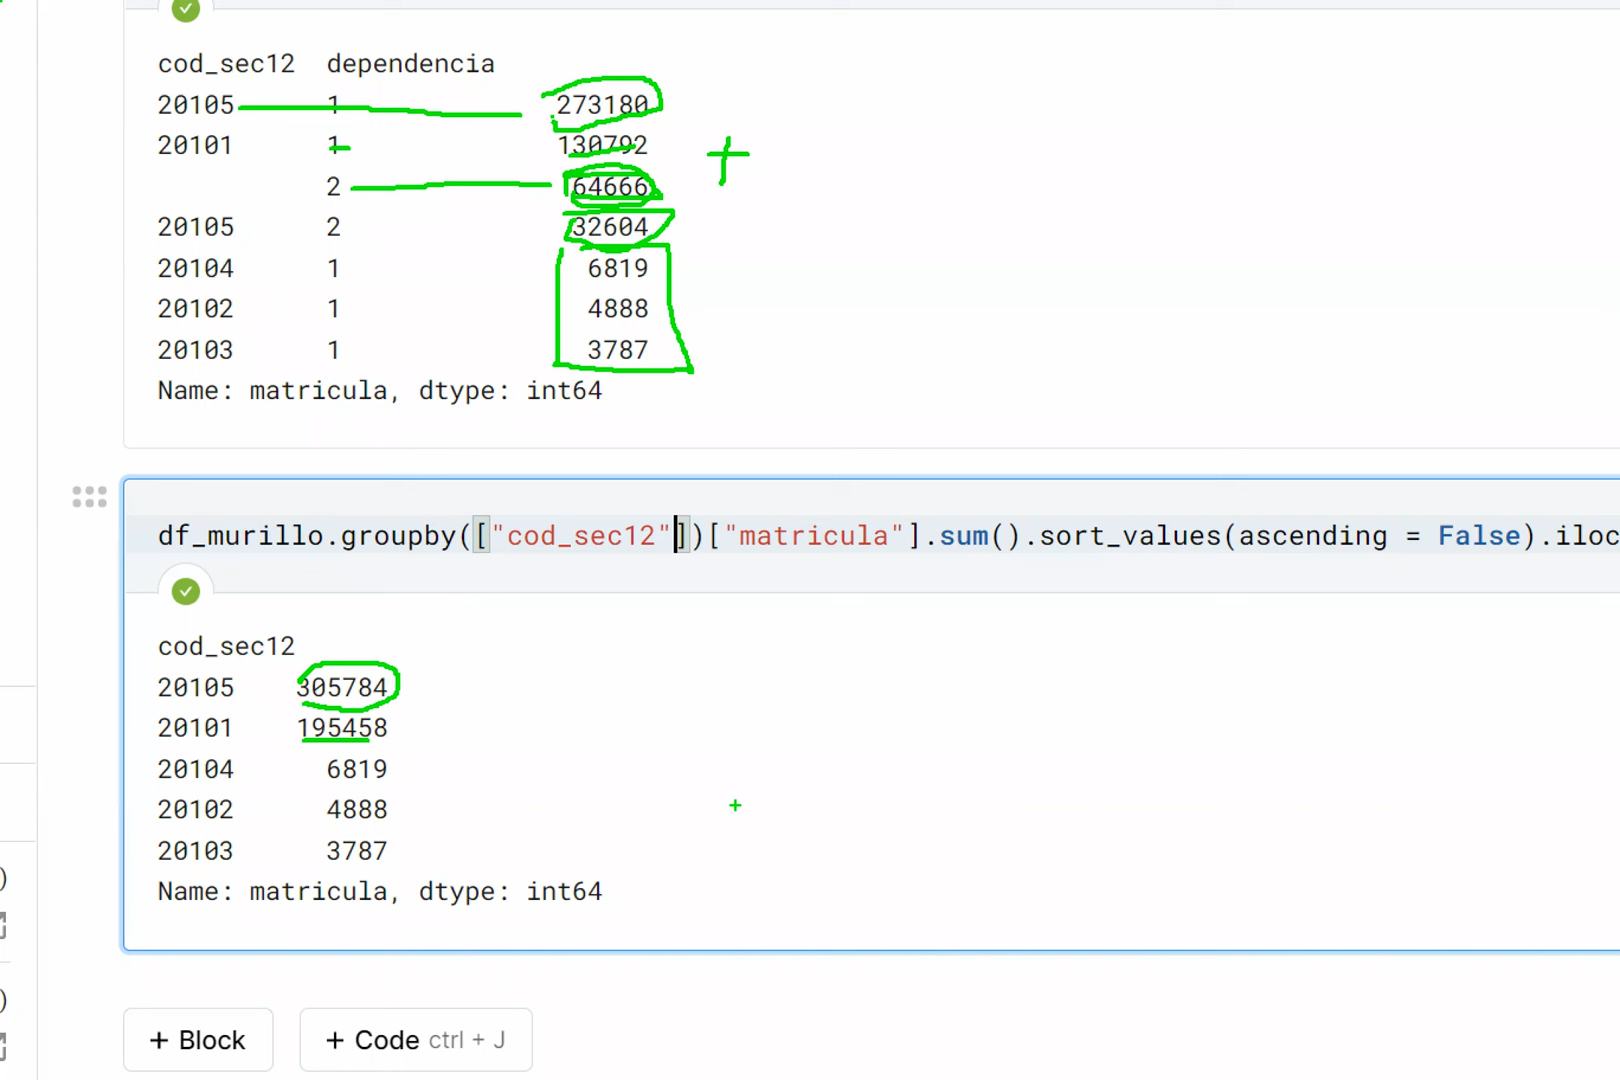 cod_sec12 dependencia
20105 1 273180
20101 1 130792
2 64666
20105 2 32604
20104 1 6819
20102 1 4888
20103 1 3787
Name: matricula, dtype: int64
+
df_murillo.groupby(["cod_sec12"])["matricula"].sum().sort_values(ascending = False).iloc
cod_sec12
20105 305784
20101 195458
20104 6819
20102 4888
20103 3787
Name: matricula, dtype: int64
)
)
+ Block + Code ctrl + J